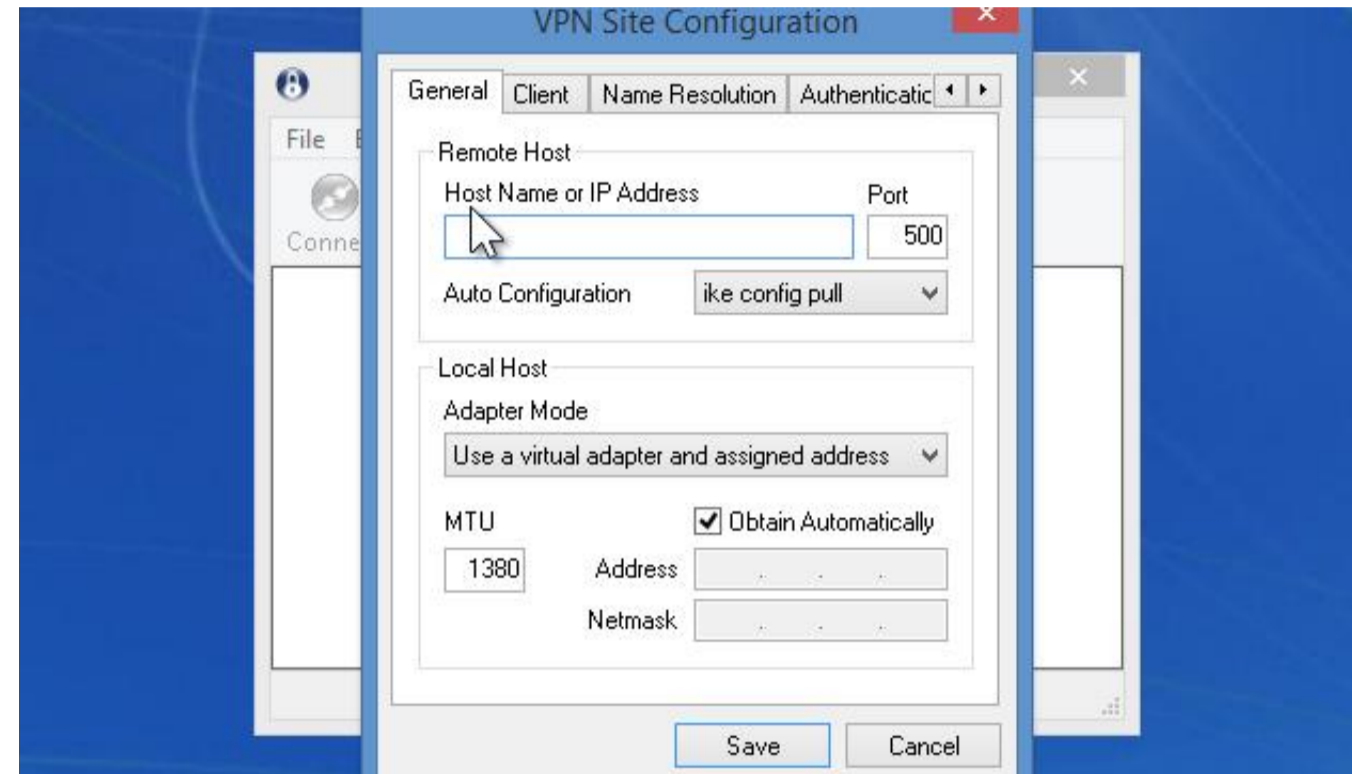 VPN Site Configuration
General Client Name Resolution Authenticatic
File
Remote Host
Host Name or IP Address Port
500
Conne
Auto Configuration ike config pull
Local Host
Adapter Mode
Use a virtual adapter and assigned address
MTU Obtain Automatically
1380 Address
Netmask
Save Cancel